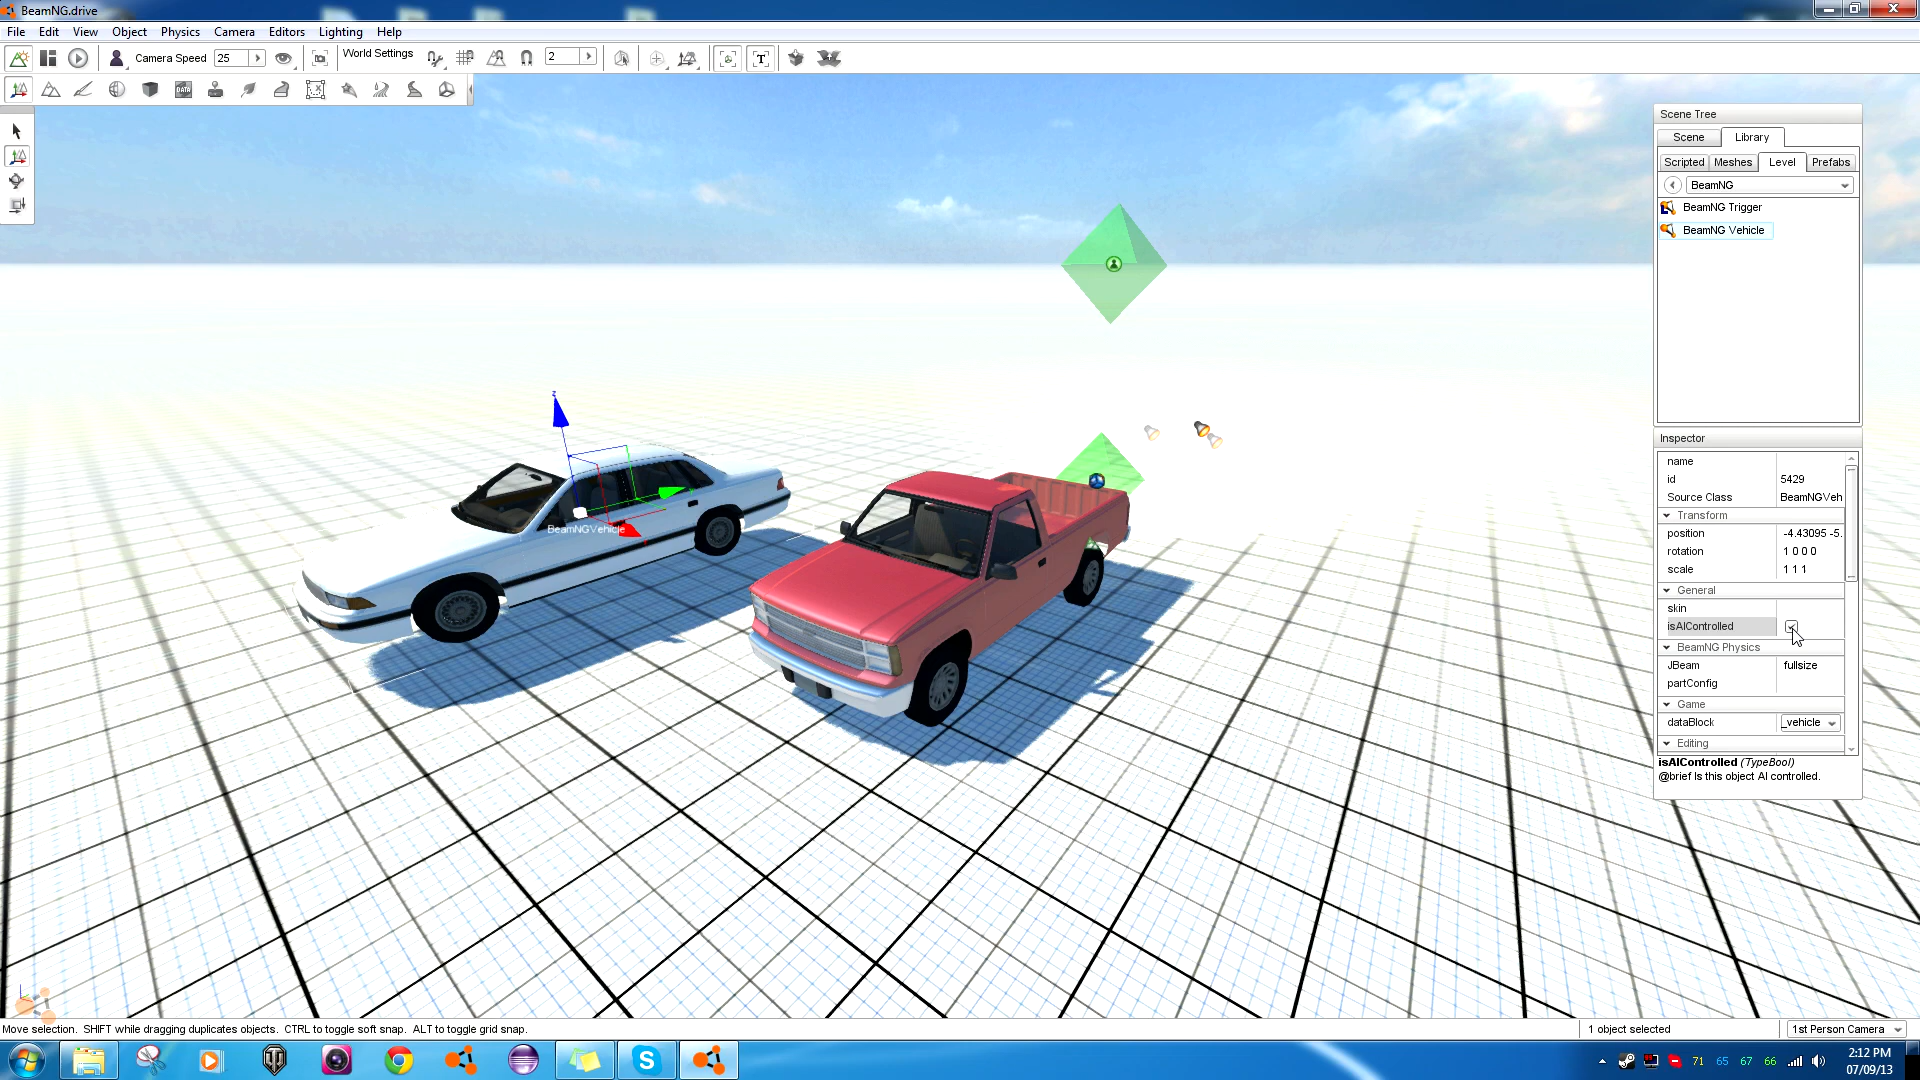 BeamNG.drive
File Edit View Object Physics Camera Editors Lighting Help
Camera Speed 25 World Settings 2
DATA
T
Scene Tree
Scene Library
Scripted Meshes Level Prefabs
BeamNG
BeamNG Trigger
BeamNG Vehicle
z
BeamNGVehicle
Inspector
name
id 5429
Source Class BeamNGVeh
Transform
position -4.43095 -5.
rotation 1 0 0 0
scale 1 1 1
General
skin
isAIControlled
BeamNG Physics
JBeam fullsize
partConfig
Game
dataBlock _vehicle
Editing
isAIControlled (TypeBool)
@brief Is this object AI controlled.
Move selection. SHIFT while dragging duplicates objects. CTRL to toggle soft snap. ALT to toggle grid snap.
1 object selected
1st Person Camera
71 65 67 66
2:12 PM
07/09/13